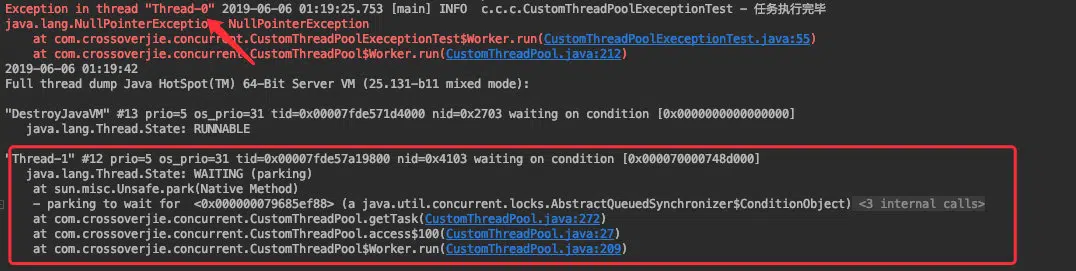 Exception in thread "Thread-0" 2019-06-06 01:19:25.753 [main] INFO  c.c.c.CustomThreadPoolExeceptionTest - 任务执行完毕
java.lang.NullPointerException: NullPointerException
    at com.crossoverjie.concurrent.CustomThreadPoolExeceptionTest$Worker.run(CustomThreadPoolExeceptionTest.java:55)
    at com.crossoverjie.concurrent.CustomThreadPool$Worker.run(CustomThreadPool.java:212)
2019-06-06 01:19:42
Full thread dump Java HotSpot(TM) 64-Bit Server VM (25.131-b11 mixed mode):
"DestroyJavaVM" #13 prio=5 os_prio=31 tid=0x00007fde571d4000 nid=0x2703 waiting on condition [0x0000000000000000]
   java.lang.Thread.State: RUNNABLE
"Thread-1" #12 prio=5 os_prio=31 tid=0x00007fde57a19800 nid=0x4103 waiting on condition [0x000070000748d000]
   java.lang.Thread.State: WAITING (parking)
    at sun.misc.Unsafe.park(Native Method)
    - parking to wait for  <0x000000079685ef88> (a java.util.concurrent.locks.AbstractQueuedSynchronizer$ConditionObject) <3 internal calls>
    at com.crossoverjie.concurrent.CustomThreadPool.getTask(CustomThreadPool.java:272)
    at com.crossoverjie.concurrent.CustomThreadPool.access$100(CustomThreadPool.java:27)
    at com.crossoverjie.concurrent.CustomThreadPool$Worker.run(CustomThreadPool.java:209)